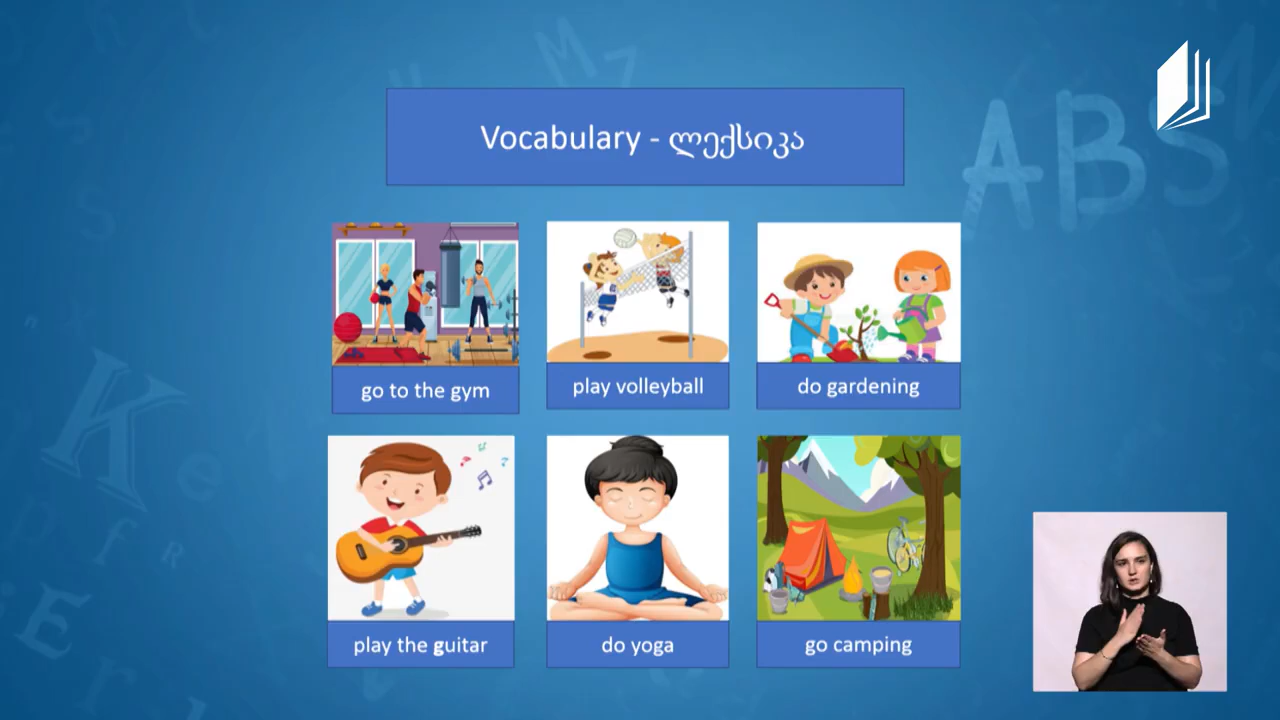 Vocabulary - ლექსიკა
go to the gym
play volleyball
do gardening
play the guitar
do yoga
go camping